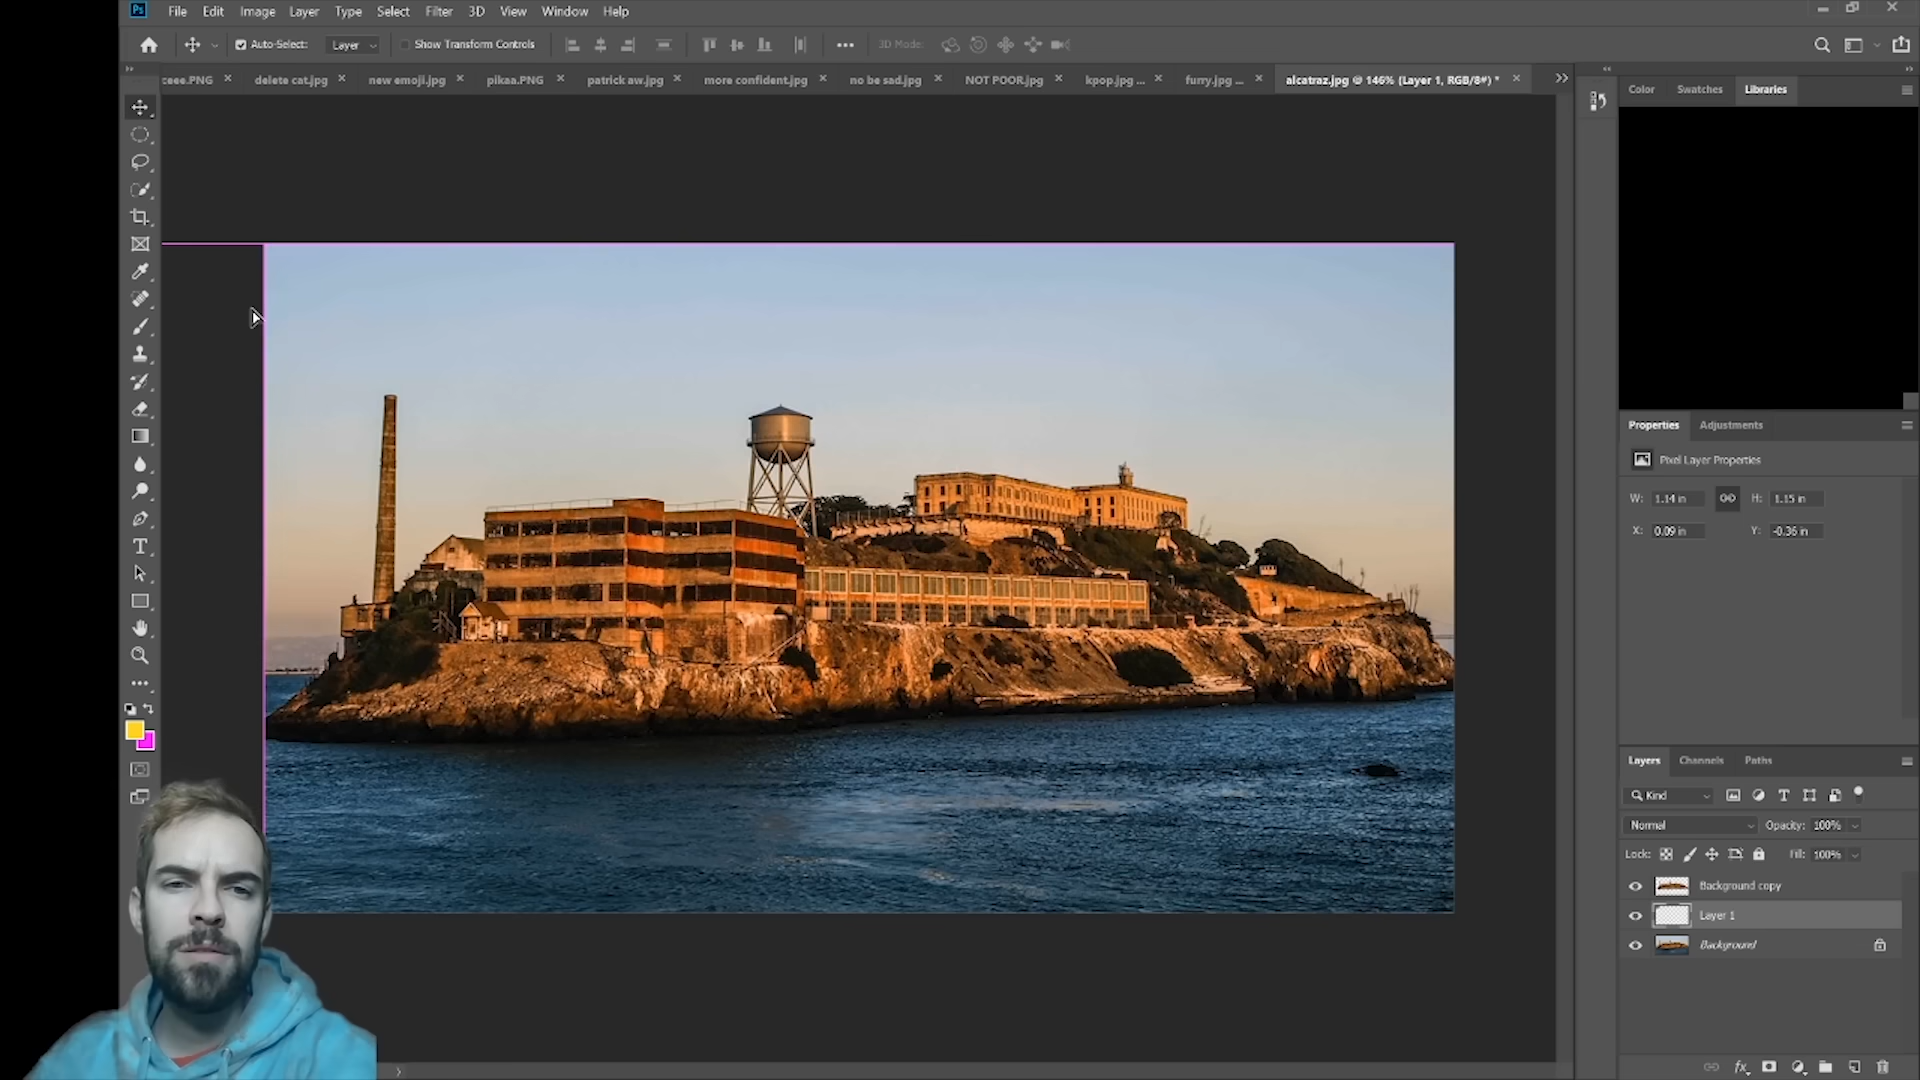 Ps File Edit Image Layer Type Select Filter 3D View Window Help
Auto-Select: Layer Show Transform Controls 3D Mode:
ceee.PNG × delete cat.jpg × new emoji.jpg × pikaa.PNG × patrick aw.jpg × more confident.jpg × no be sad.jpg × NOT POOR.jpg × kpop.jpg ... × furry.jpg ... × alcatraz.jpg @ 146% (Layer 1, RGB/8#) * ×
Color Swatches Libraries
Properties Adjustments
Pixel Layer Properties
W: 1.14 in H: 1.15 in
X: 0.09 in Y: -0.36 in
Layers Channels Paths
Kind
Normal Opacity: 100%
Lock: Fill: 100%
Background copy
Layer 1
Background